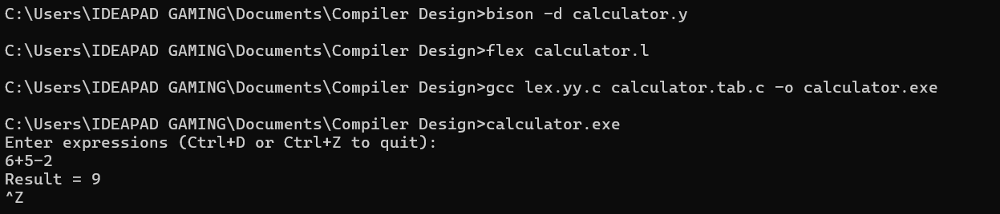 C:\Users\IDEAPAD GAMING\Documents\Compiler Design>bison -d calculator.y
C:\Users\IDEAPAD GAMING\Documents\Compiler Design>flex calculator.l
C:\Users\IDEAPAD GAMING\Documents\Compiler Design>gcc lex.yy.c calculator.tab.c -o calculator.exe
C:\Users\IDEAPAD GAMING\Documents\Compiler Design>calculator.exe
Enter expressions (Ctrl+D or Ctrl+Z to quit):
6+5-2
Result = 9
^Z